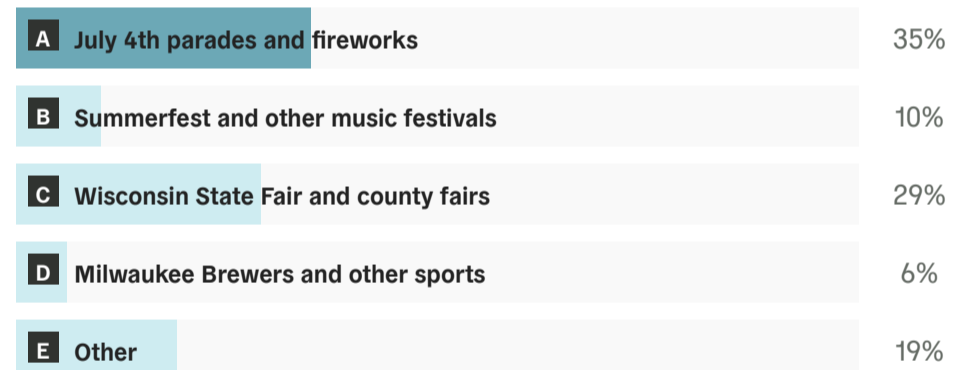 A July 4th parades and fireworks 35%
B Summerfest and other music festivals 10%
C Wisconsin State Fair and county fairs 29%
D Milwaukee Brewers and other sports 6%
E Other 19%